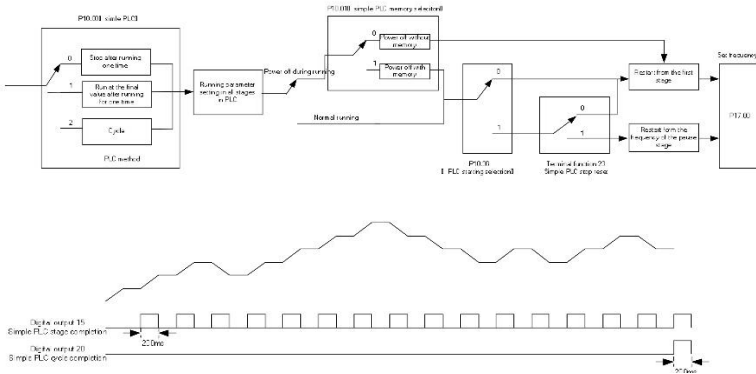 P10.00【 simple PLC】
0
Stop after running
one time
1
Run at the final
value after running
for one time
2
Cycle
PLC method
Running parameter
setting in all stages
in PLC
Power off during running
P10.01【 simple PLC memory selection】
0
Power off without
memory
1
Power off with
memory
Normal running
0
1
P10.36
【 PLC starting selection】
0
1
Terminal function 23
Simple PLC stop reset
Restart from the first
stage
Restart form the
frequency of the pause
stage
Set frequency
P17.00
Digital output 15
Simple PLC stage completion
200ms
Digital output 20
Simple PLC cycle completion
200ms